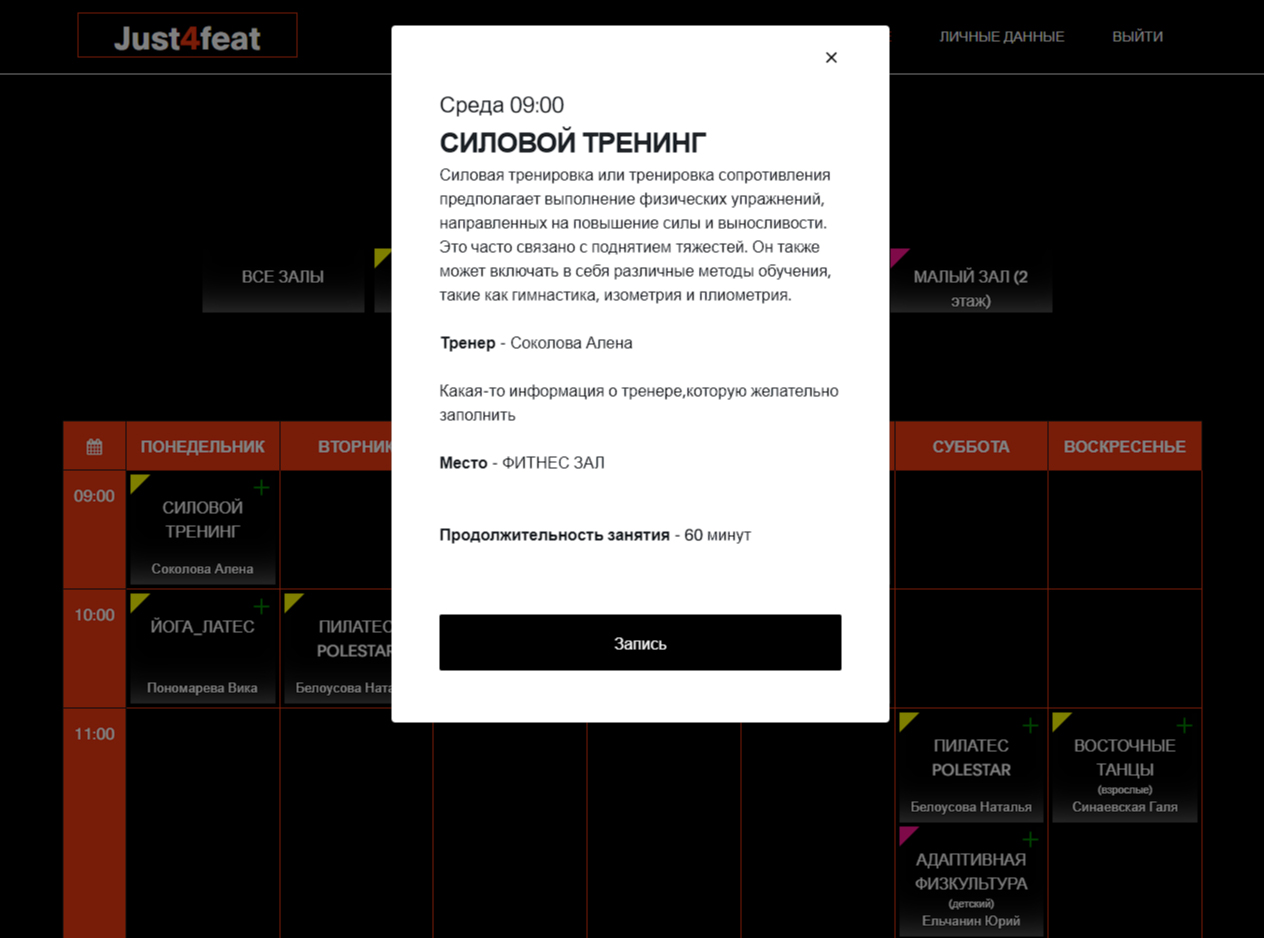 Just4feat
ЛИЧНЫЕ ДАННЫЕ
ВЫЙТИ
×
Среда 09:00
СИЛОВОЙ ТРЕНИНГ
Силовая тренировка или тренировка сопротивления
предполагает выполнение физических упражнений,
направленных на повышение силы и выносливости.
Это часто связано с поднятием тяжестей. Он также
может включать в себя различные методы обучения,
такие как гимнастика, изометрия и плиометрия.
Тренер - Соколова Алена
Какая-то информация о тренере,которую желательно
заполнить
Место - ФИТНЕС ЗАЛ
Продолжительность занятия - 60 минут
Запись
ВСЕ ЗАЛЫ
МАЛЫЙ ЗАЛ (2
этаж)
ПОНЕДЕЛЬНИК
ВТОРНИК
СУББОТА
ВОСКРЕСЕНЬЕ
09:00
СИЛОВОЙ
ТРЕНИНГ
Соколова Алена
10:00
ЙОГА_ЛАТЕС
Пономарева Вика
ПИЛАТЕС
POLESTAR
Белоусова Ната
11:00
ПИЛАТЕС
POLESTAR
Белоусова Наталья
ВОСТОЧНЫЕ
ТАНЦЫ
(взрослые)
Синаевская Галя
АДАПТИВНАЯ
ФИЗКУЛЬТУРА
(детский)
Ельчанин Юрий